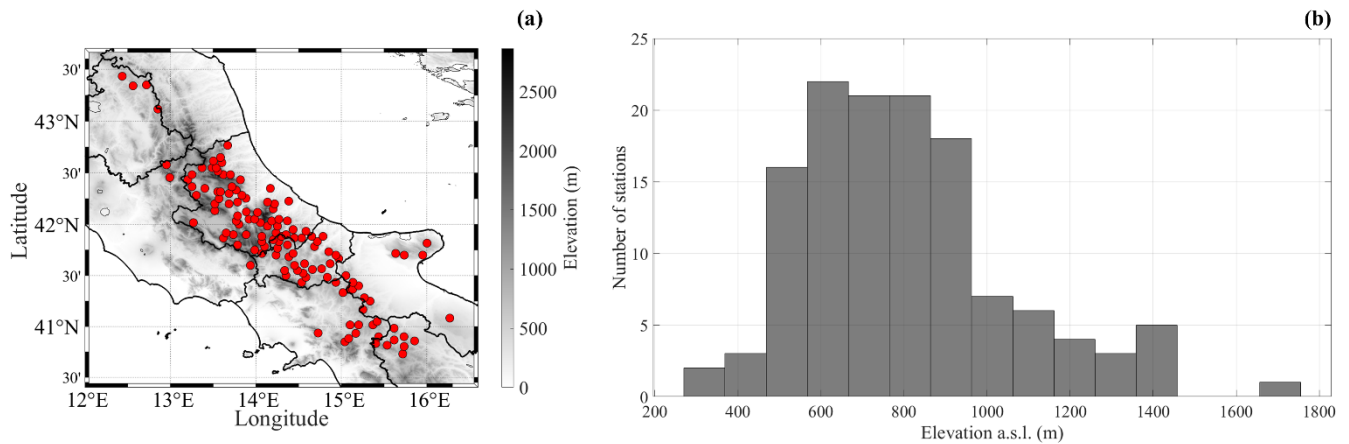 (a)
30'
43°N
30'
42°N
30'
41°N
30'
Latitude
12°E
13°E
14°E
15°E
16°E
Longitude
2500
2000
1500
1000
500
0
Elevation (m)
(b)
25
20
15
10
5
0
Number of stations
200
400
600
800
1000
1200
1400
1600
1800
Elevation a.s.l. (m)